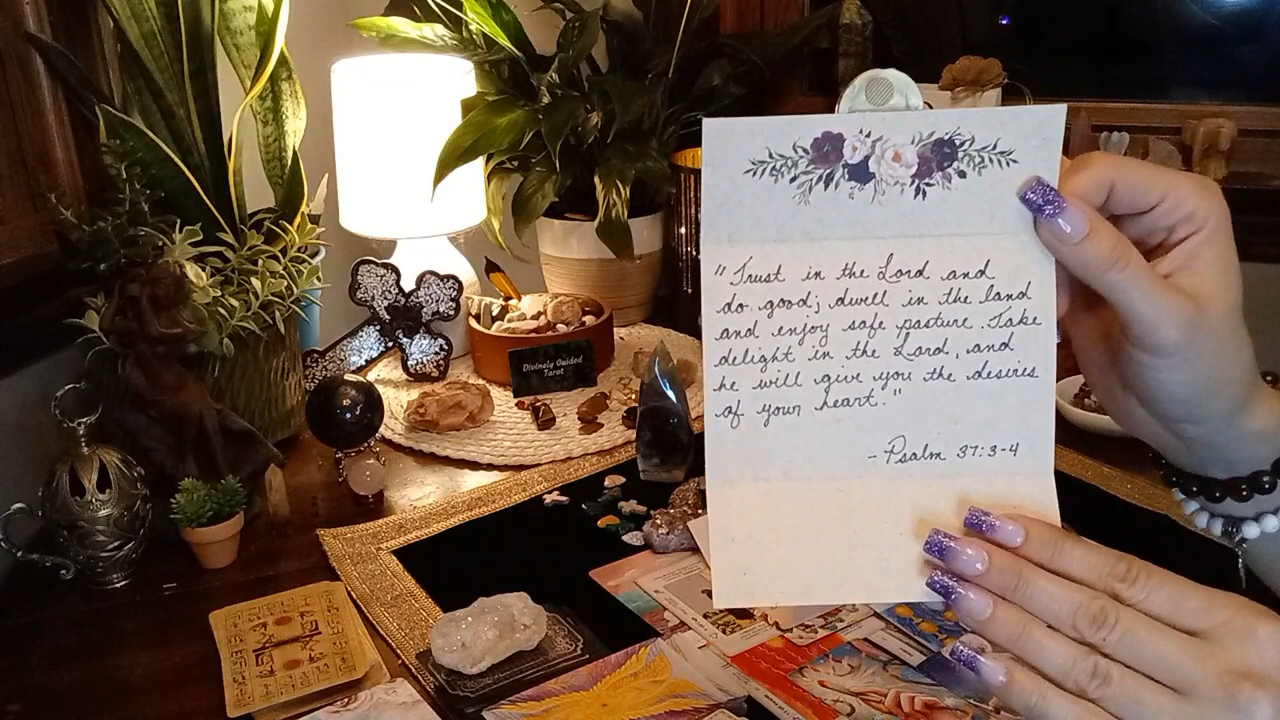 Divinely Guided
Tarot
"Trust in the Lord and
do good; dwell in the land
and enjoy safe pasture. Take
delight in the Lord, and
he will give you the desires
of your heart."
- Psalm 37:3-4